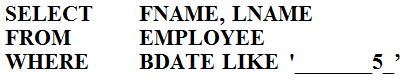 SELECT FNAME, LNAME
FROM EMPLOYEE
WHERE BDATE LIKE '_______5_’